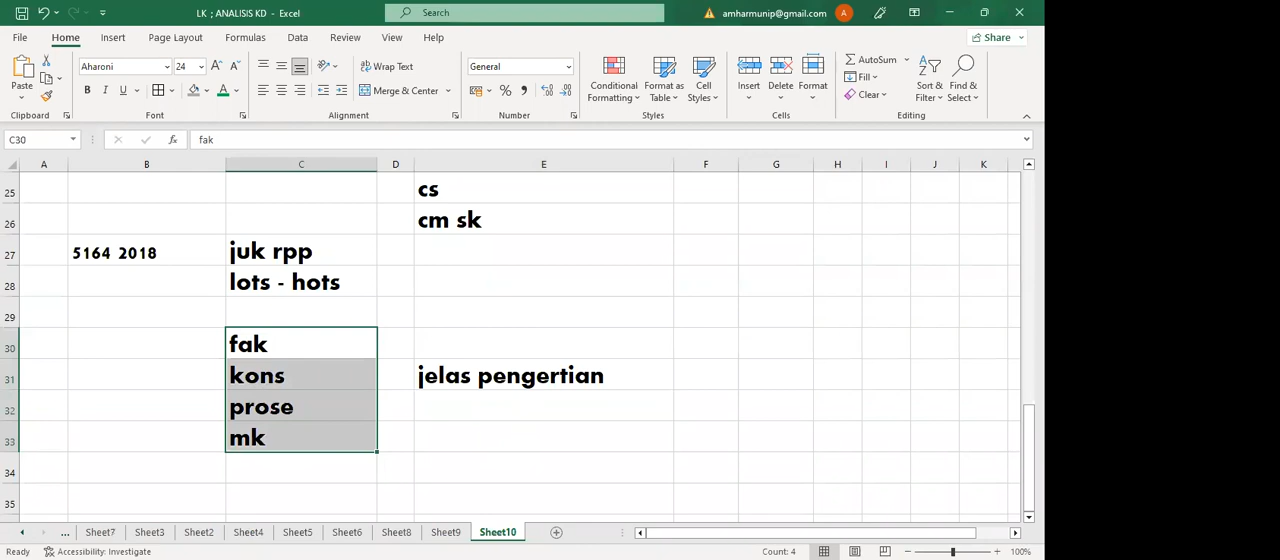 LK ; ANALISIS KD - Excel
Search
amharmunip@gmail.com
A
File Home Insert Page Layout Formulas Data Review View Help
Share
Paste
Clipboard
Aharoni 24 A A
B I U A
Font
Wrap Text
Merge & Center
Alignment
General
% ,
Number
Conditional Formatting
Format as Table
Cell Styles
Styles
Insert Delete Format
Cells
AutoSum
Fill
Clear
Sort & Filter
Find & Select
Editing
C30 fx fak
A B C D E F G H I J K
25 cs
26 cm sk
27 5164 2018 juk rpp
28 lots - hots
29
30 fak
31 kons jelas pengertian
32 prose
33 mk
34
35
... Sheet7 Sheet3 Sheet2 Sheet4 Sheet5 Sheet6 Sheet8 Sheet9 Sheet10
Ready Accessibility: Investigate Count: 4 100%